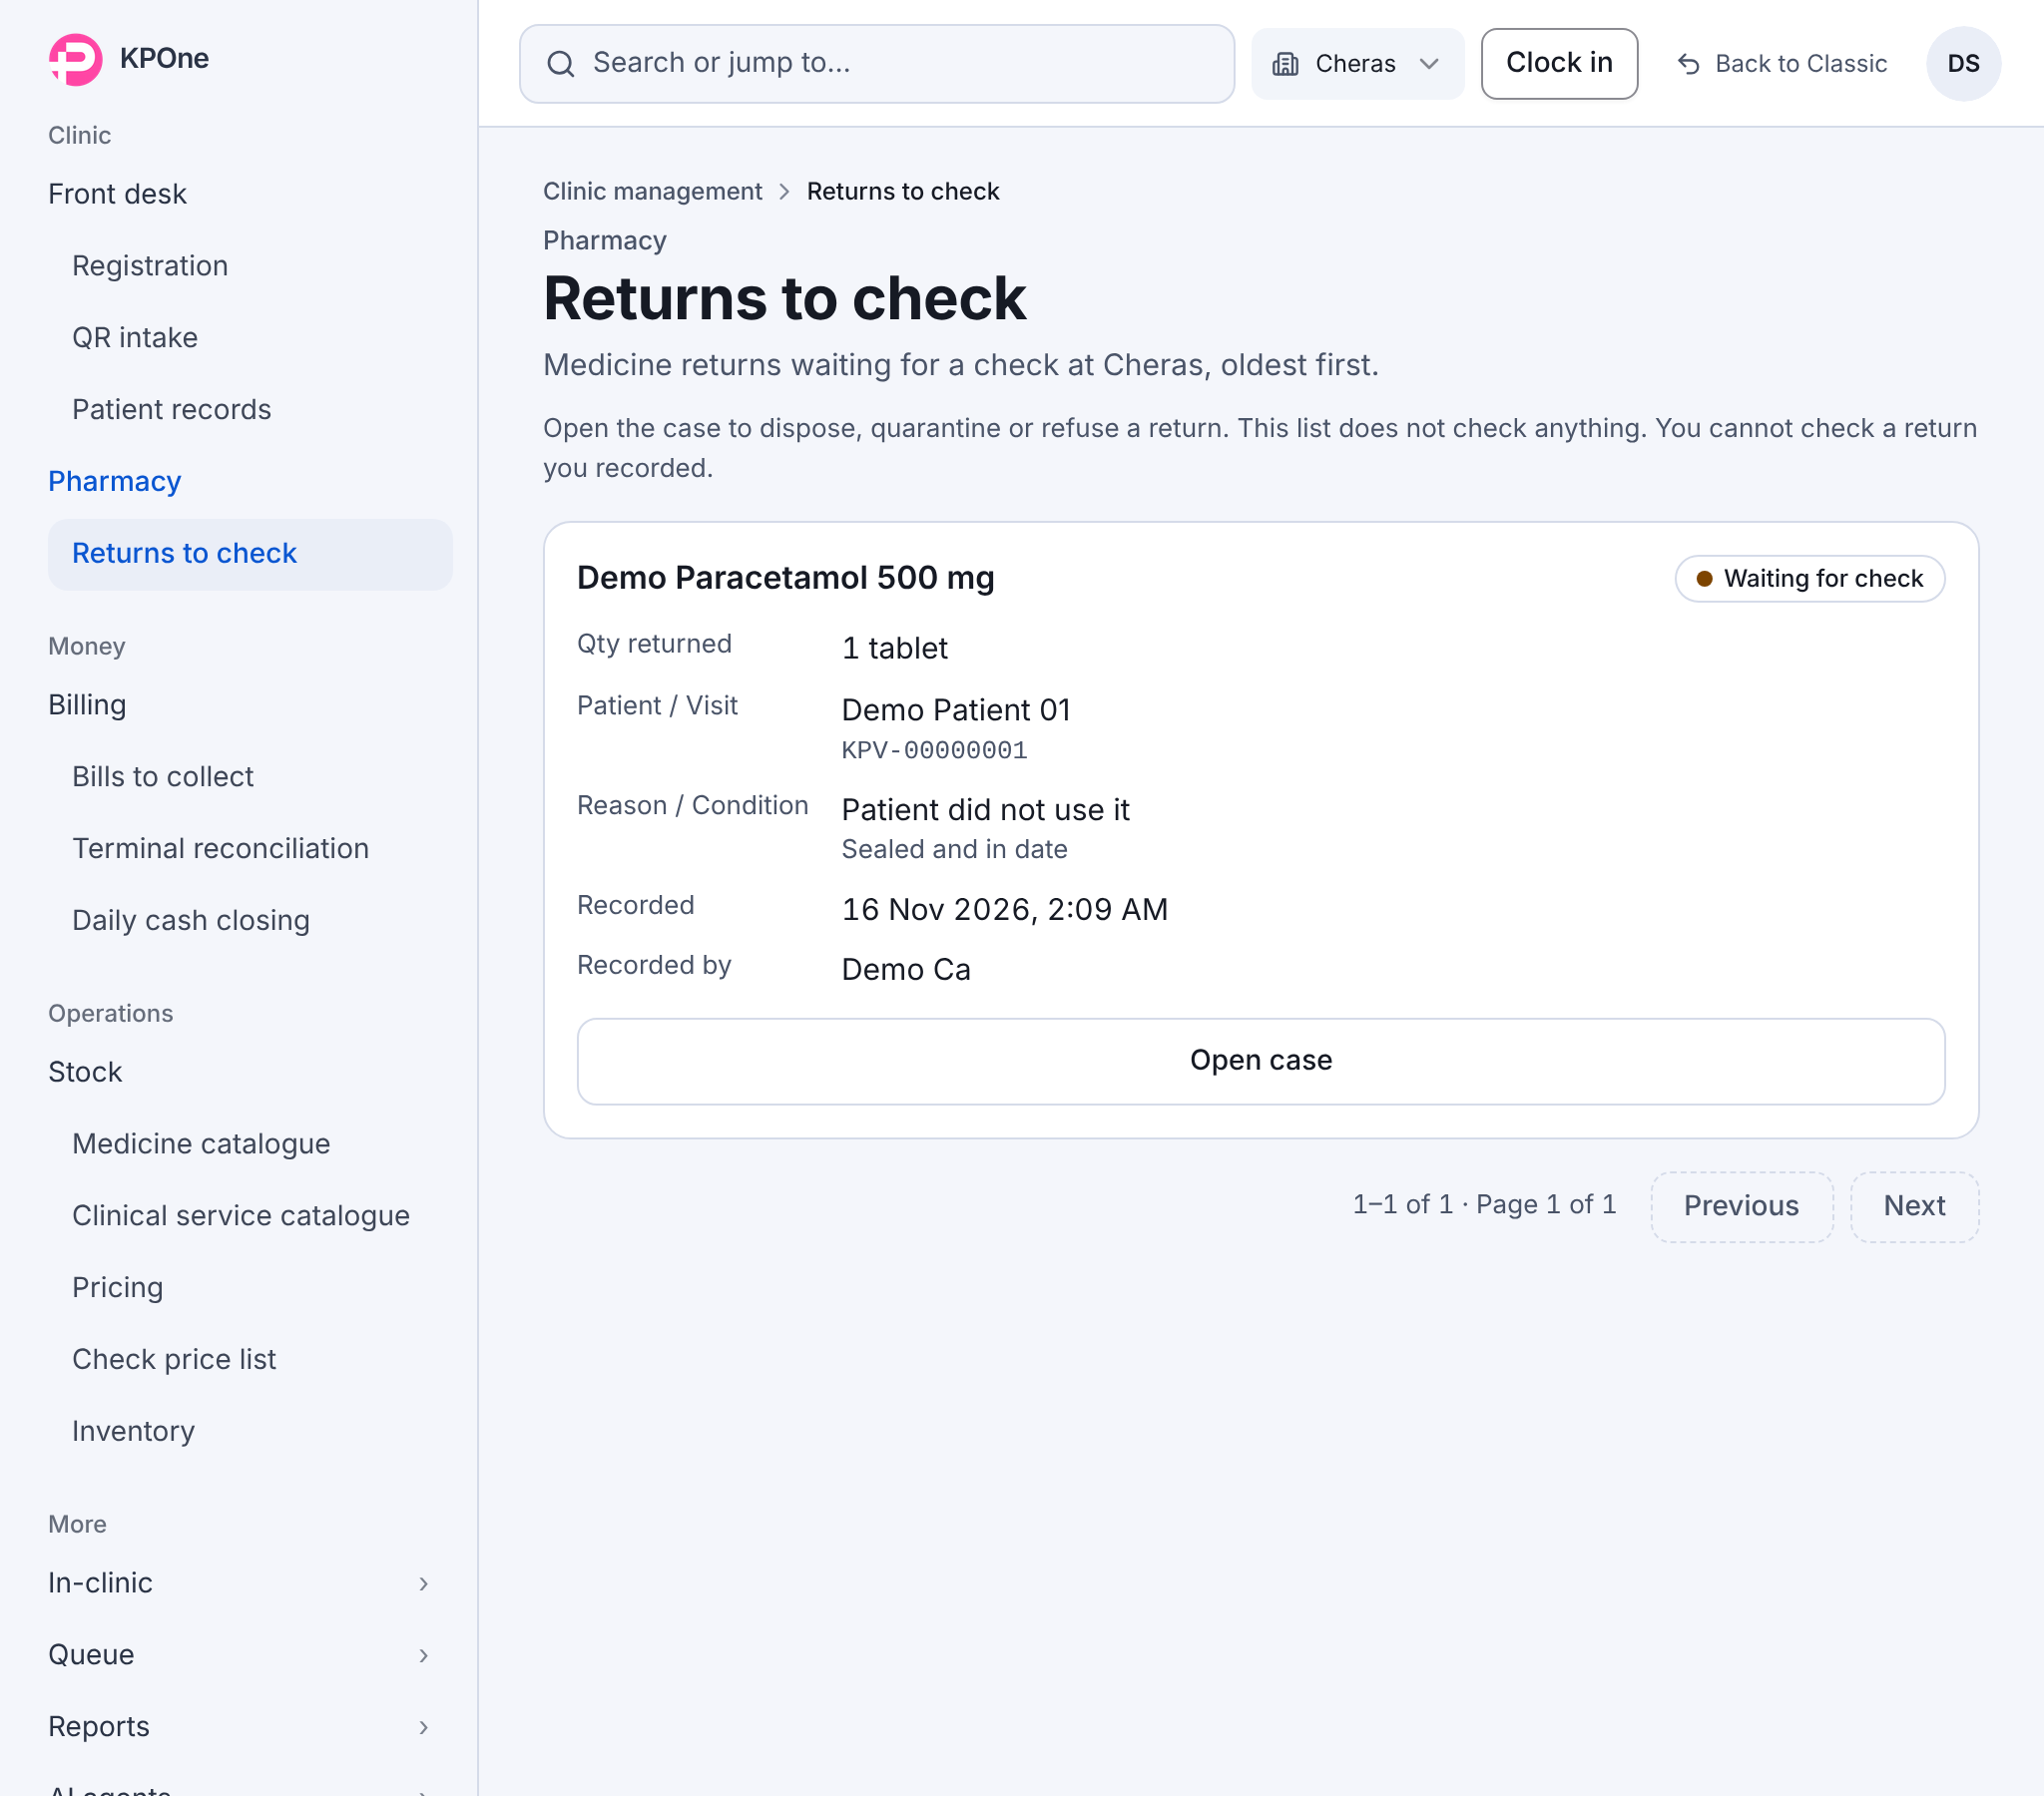 KPOne
Clinic
Front desk
Registration
QR intake
Patient records
Pharmacy
Returns to check
Money
Billing
Bills to collect
Terminal reconciliation
Daily cash closing
Operations
Stock
Medicine catalogue
Clinical service catalogue
Pricing
Check price list
Inventory
More
In-clinic
Queue
Reports
AI agents
Search or jump to...
Cheras
Clock in
Back to Classic
DS
Clinic management > Returns to check
Pharmacy
Returns to check
Medicine returns waiting for a check at Cheras, oldest first.
Open the case to dispose, quarantine or refuse a return. This list does not check anything. You cannot check a return
you recorded.
Demo Paracetamol 500 mg
Waiting for check
Qty returned 1 tablet
Patient / Visit Demo Patient 01
KPV-00000001
Reason / Condition Patient did not use it
Sealed and in date
Recorded 16 Nov 2026, 2:09 AM
Recorded by Demo Ca
Open case
1–1 of 1 · Page 1 of 1
Previous
Next